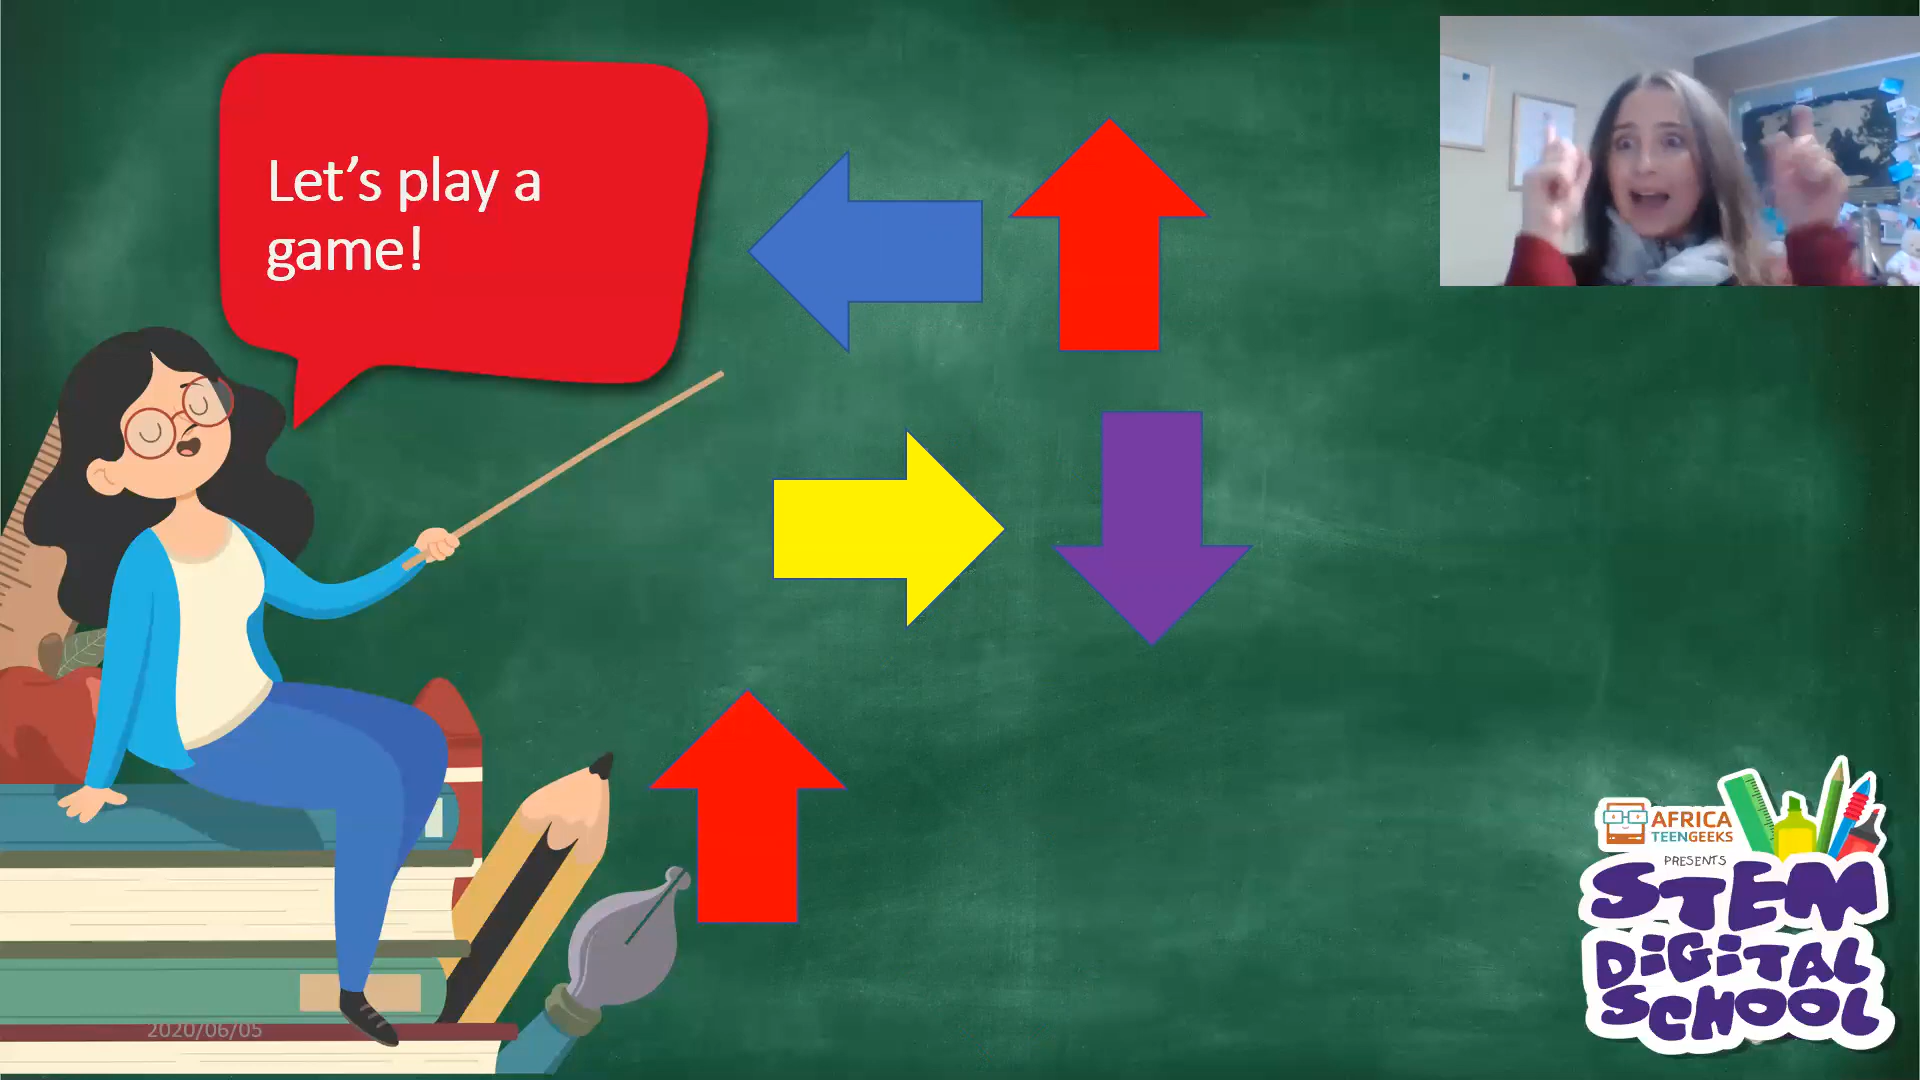 Let's play a
game!
AFRICA
TEENGEEKS
PRESENTS
STEM
DIGITAL
SCHOOL
2020/06/05